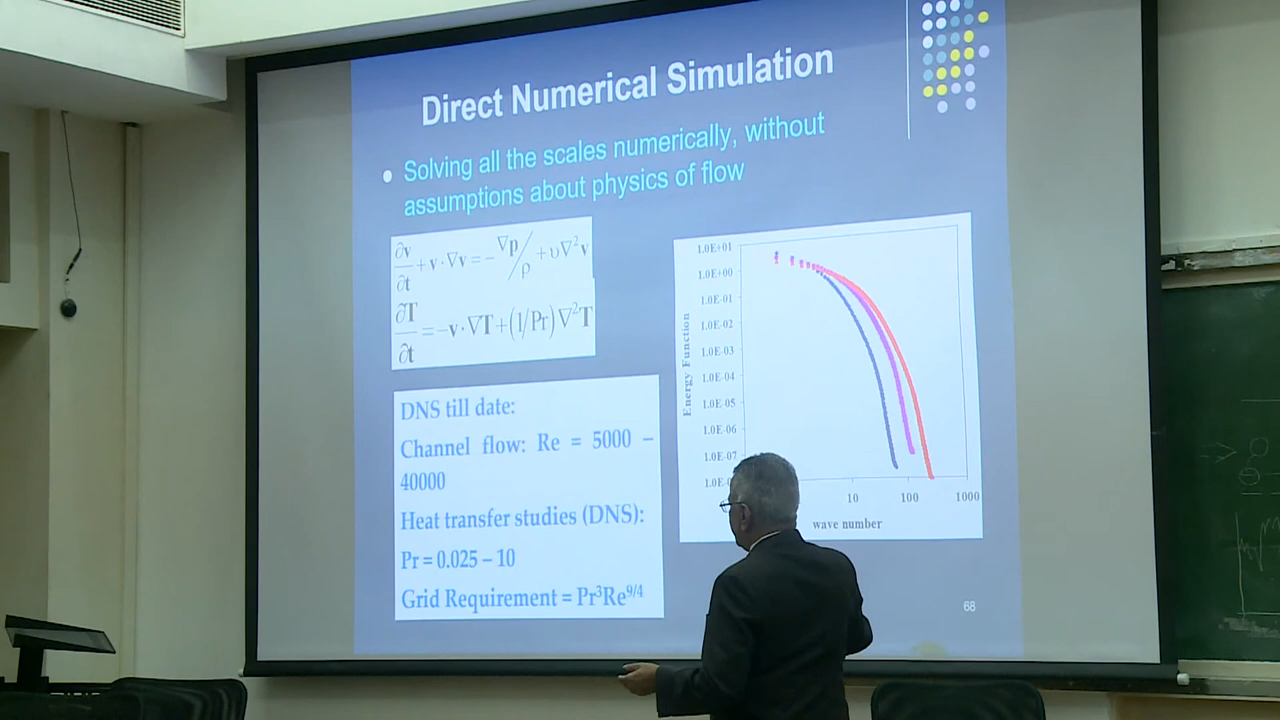 Direct Numerical Simulation
Solving all the scales numerically, without
assumptions about physics of flow
∂v/∂t + v · ∇v = − ∇p/ρ + υ∇²v
∂T/∂t = −v · ∇T + (1/Pr) ∇²T
DNS till date:
Channel flow: Re = 5000 –
40000
Heat transfer studies (DNS):
Pr = 0.025 – 10
Grid Requirement = Pr³Re^9/4
Energy Function
1.0E+01
1.0E+00
1.0E-01
1.0E-02
1.0E-03
1.0E-04
1.0E-05
1.0E-06
1.0E-07
10 100 1000
wave number
68